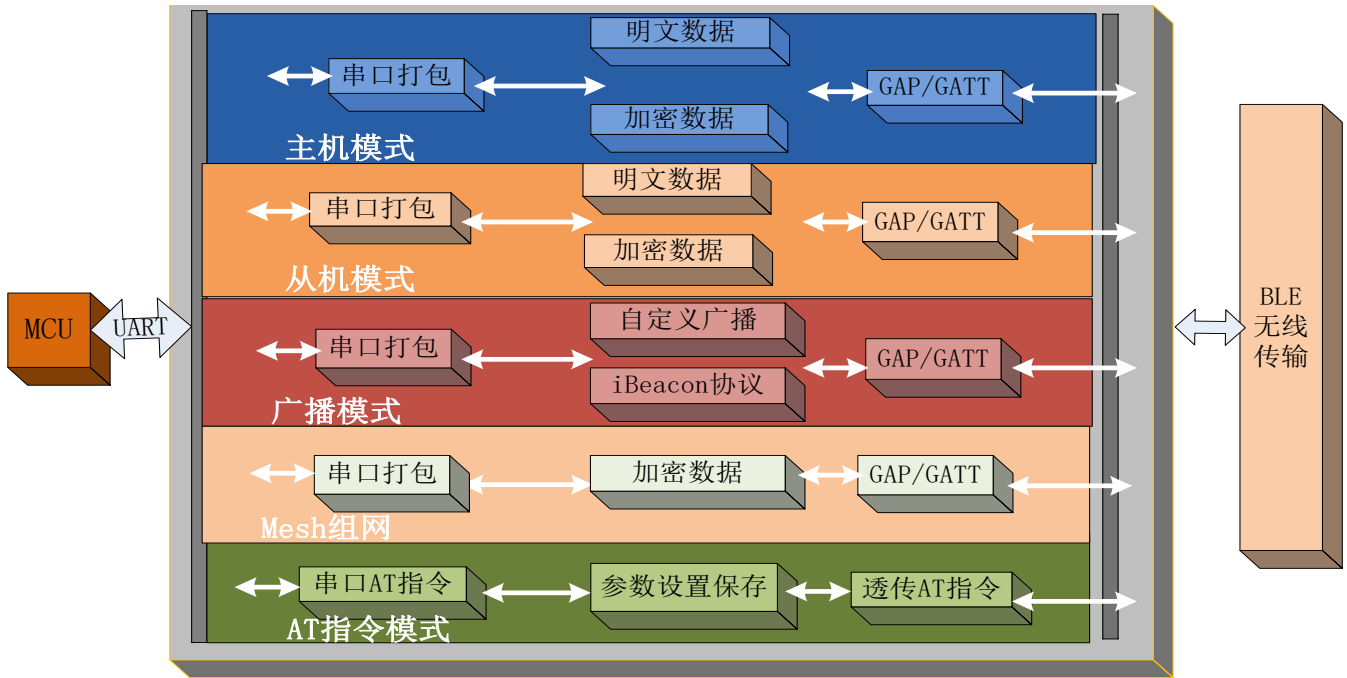 明文数据
串口打包
GAP/GATT
加密数据
主机模式
明文数据
串口打包
GAP/GATT
加密数据
从机模式
MCU
UART
BLE
无线
传输
自定义广播
串口打包
GAP/GATT
iBeacon协议
广播模式
串口打包
加密数据
GAP/GATT
Mesh组网
串口AT指令
参数设置保存
透传AT指令
AT指令模式